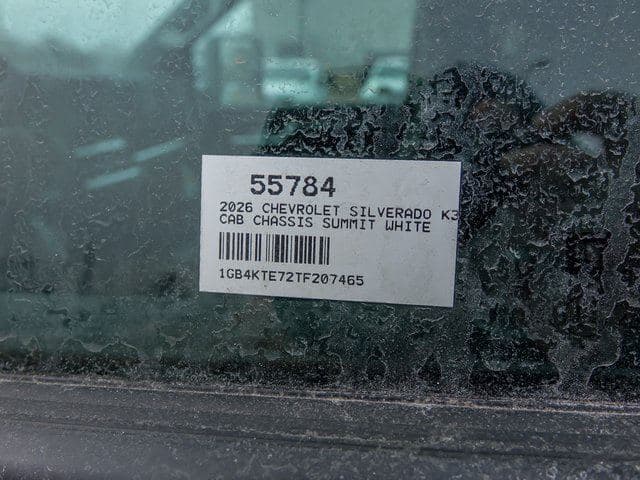 55784
2026 CHEVROLET SILVERADO K3
CAB CHASSIS SUMMIT WHITE
1GB4KTE72TF207465